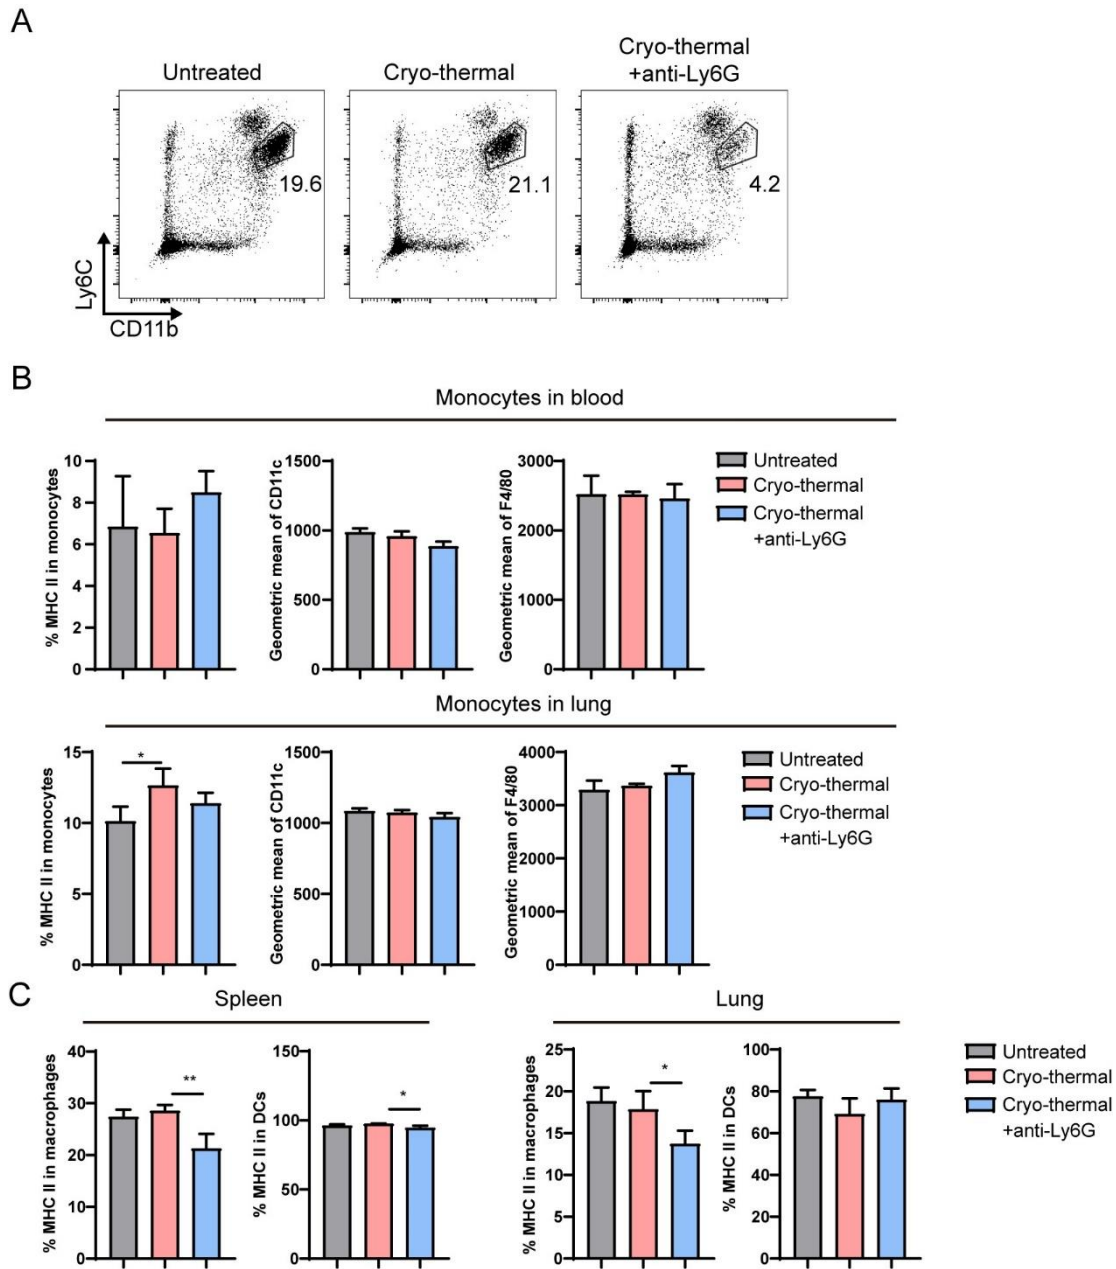 A
Untreated
Cryo-thermal
Cryo-thermal
+anti-Ly6G
19.6
21.1
4.2
Ly6C
CD11b
B
Monocytes in blood
% MHC II in monocytes
10
8
6
4
2
0
Geometric mean of CD11c
1500
1000
500
0
Geometric mean of F4/80
3000
2000
1000
0
Untreated
Cryo-thermal
Cryo-thermal
+anti-Ly6G
Monocytes in lung
% MHC II in monocytes
15
10
5
0
*
Geometric mean of CD11c
1500
1000
500
0
Geometric mean of F4/80
4000
3000
2000
1000
0
Untreated
Cryo-thermal
Cryo-thermal
+anti-Ly6G
C
Spleen
Lung
% MHC II in macrophages
40
30
20
10
0
**
% MHC II in DCs
150
100
50
0
*
% MHC II in macrophages
25
20
15
10
5
0
*
% MHC II in DCs
100
80
60
40
20
0
Untreated
Cryo-thermal
Cryo-thermal
+anti-Ly6G